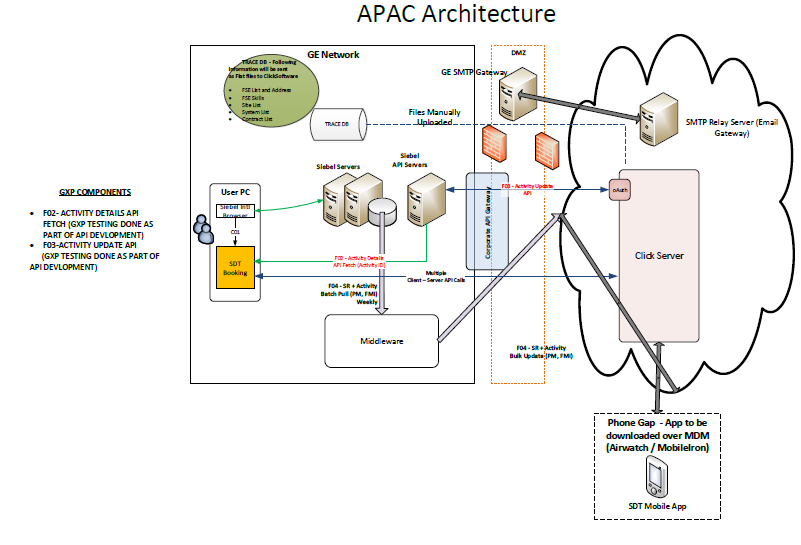 APAC Architecture
GE Network
DMZ
TRACE DB - Following
Information will be sent
as Flat files to ClickSoftware
FSE List and Address
FSE Skills
Site List
System List
Contract List
TRACE DB
Files Manually
Uploaded
GE SMTP Gateway
SMTP Relay Server (Email
Gateway)
Siebel Servers
Siebel
API Servers
GXP COMPONENTS
F02- ACTIVITY DETAILS API
FETCH (GXP TESTING DONE AS
PART OF API DEVLOPMENT)
F03-ACTIVITY UPDATE API
(GXP TESTING DONE AS PART OF
API DEVLOPMENT)
User PC
Siebel Intl
Browser
C01
SDT
Booking
Corporate API Gateway
F03 - Activity Update
API
oAuth
Click Server
F02 - Activity Details
API Fetch (Activity ID)
Multiple
Client – Server API Calls
F04 - SR + Activity
Batch Pull (PM, FMI)
Weekly
Middleware
F04 - SR + Activity
Bulk Update (PM, FMI)
Phone Gap - App to be
downloaded over MDM
(Airwatch / MobileIron)
SDT Mobile App